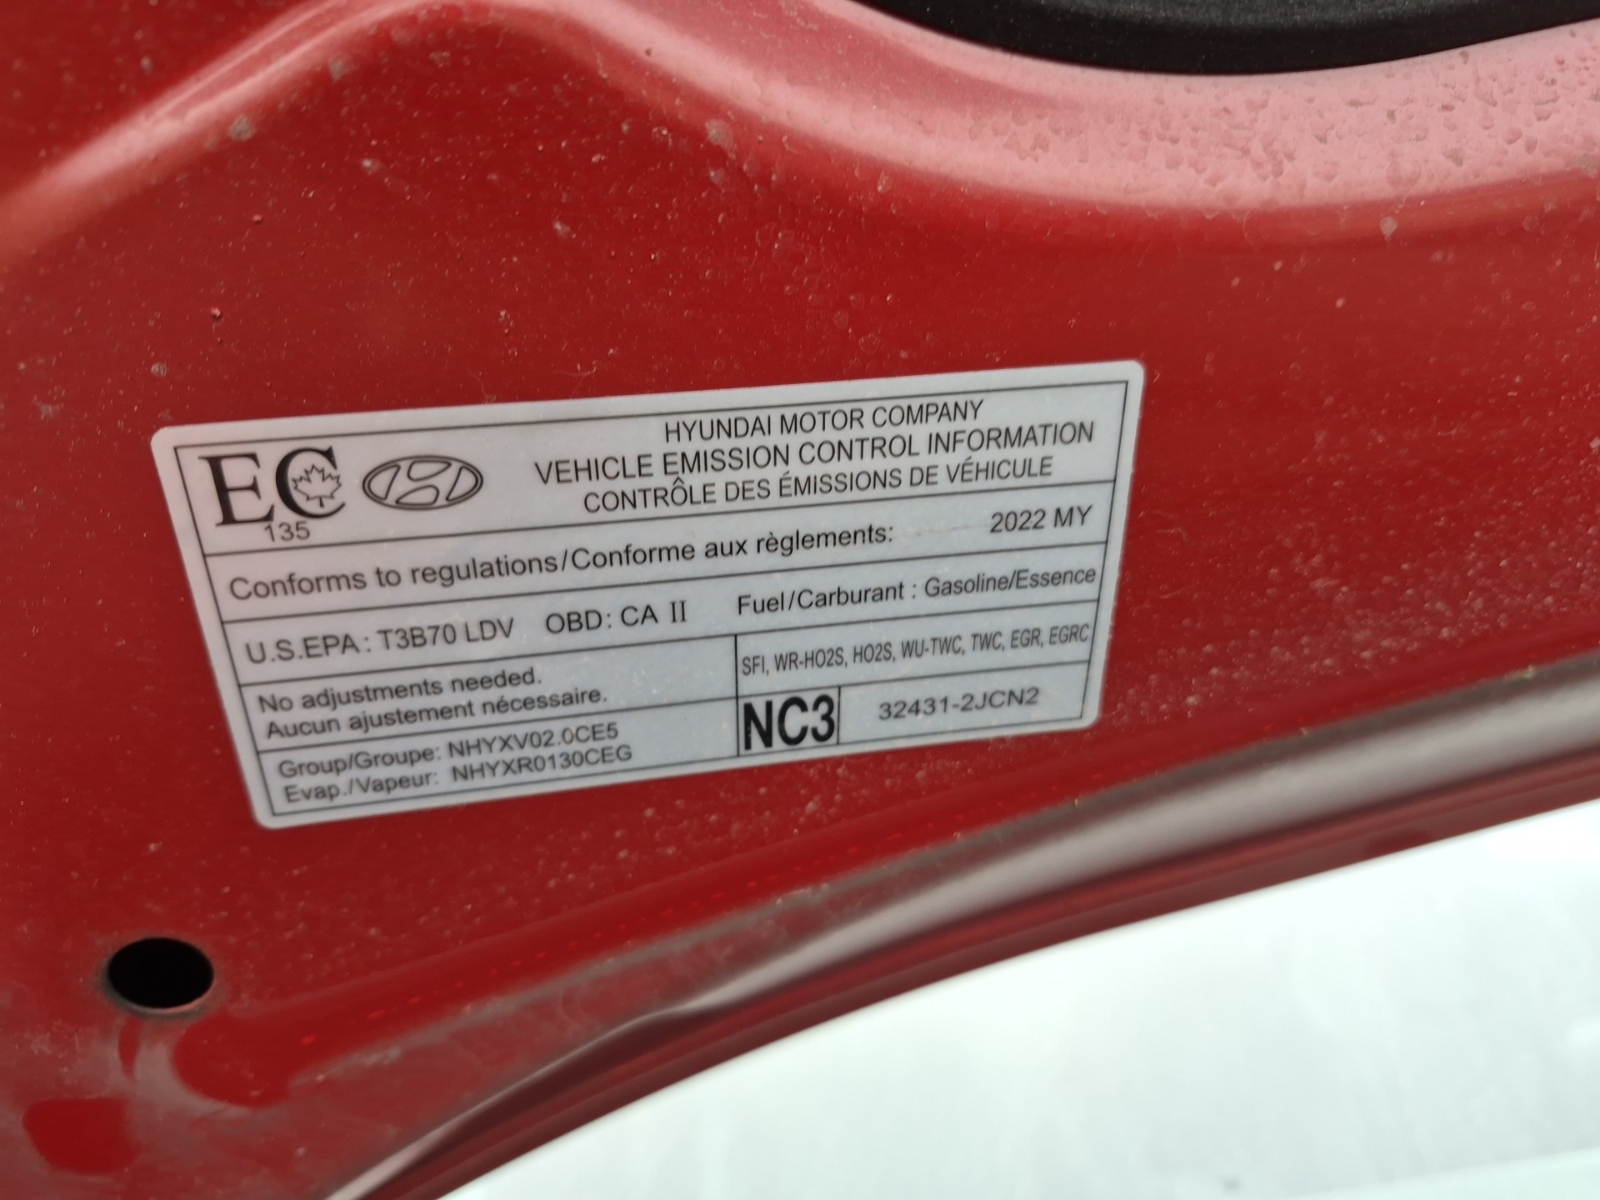 EC
135
HYUNDAI MOTOR COMPANY
VEHICLE EMISSION CONTROL INFORMATION
CONTRÔLE DES ÉMISSIONS DE VÉHICULE
Conforms to regulations/Conforme aux règlements: 2022 MY
U.S.EPA: T3B70 LDV OBD: CA II Fuel/Carburant : Gasoline/Essence
No adjustments needed.
Aucun ajustement nécessaire.
SFI, WR-HO2S, HO2S, WU-TWC, TWC, EGR, EGRC
Group/Groupe: NHYXV02.0CE5
Evap./Vapeur: NHYXR0130CEG
NC3 32431-2JCN2